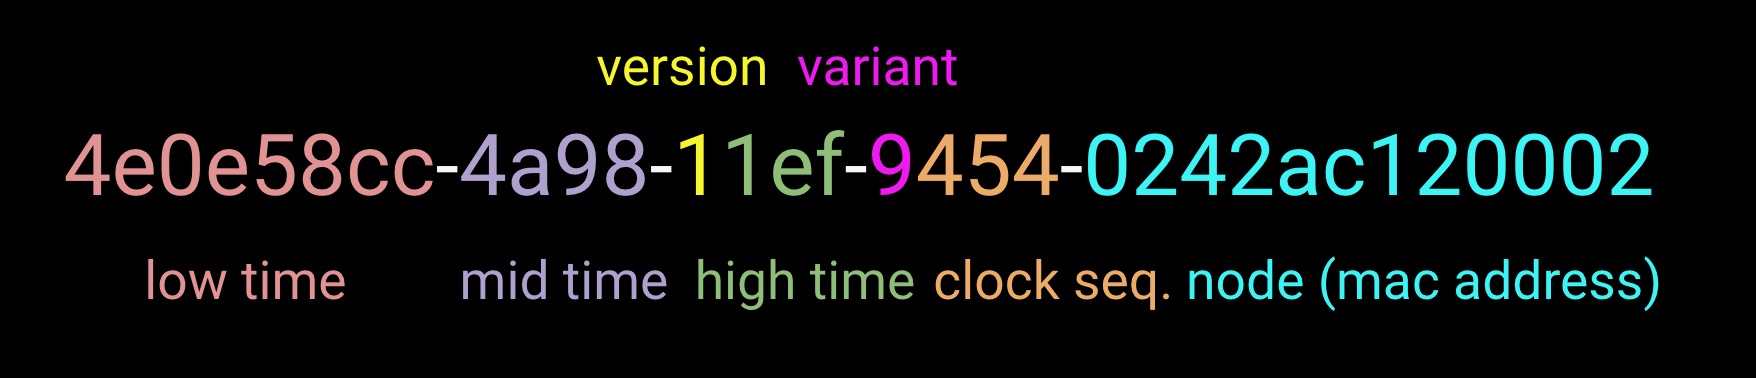 version variant
4e0e58cc-4a98-11ef-9454-0242ac120002
low time mid time high time clock seq. node (mac address)